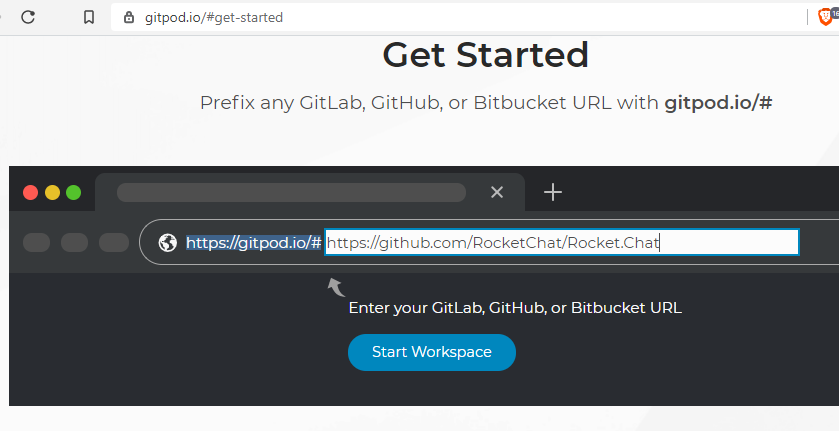 gitpod.io/#get-started
Get Started
Prefix any GitLab, GitHub, or Bitbucket URL with gitpod.io/#
https://gitpod.io/# https://github.com/RocketChat/Rocket.Chat
Enter your GitLab, GitHub, or Bitbucket URL
Start Workspace